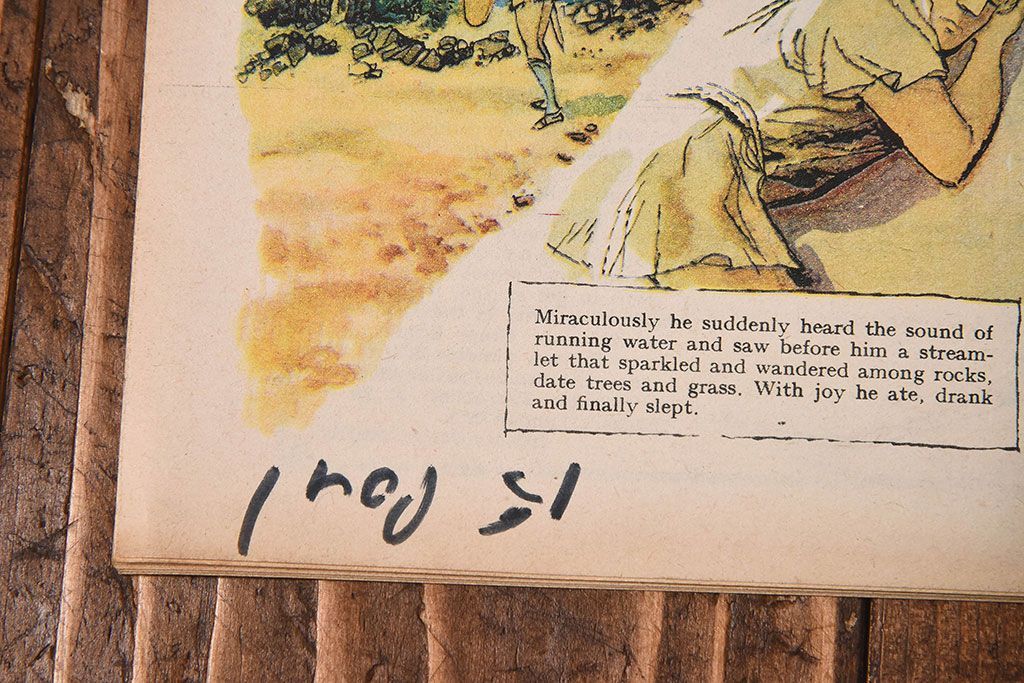 Miraculously he suddenly heard the sound of
running water and saw before him a stream-
let that sparkled and wandered among rocks,
date trees and grass. With joy he ate, drank
and finally slept.